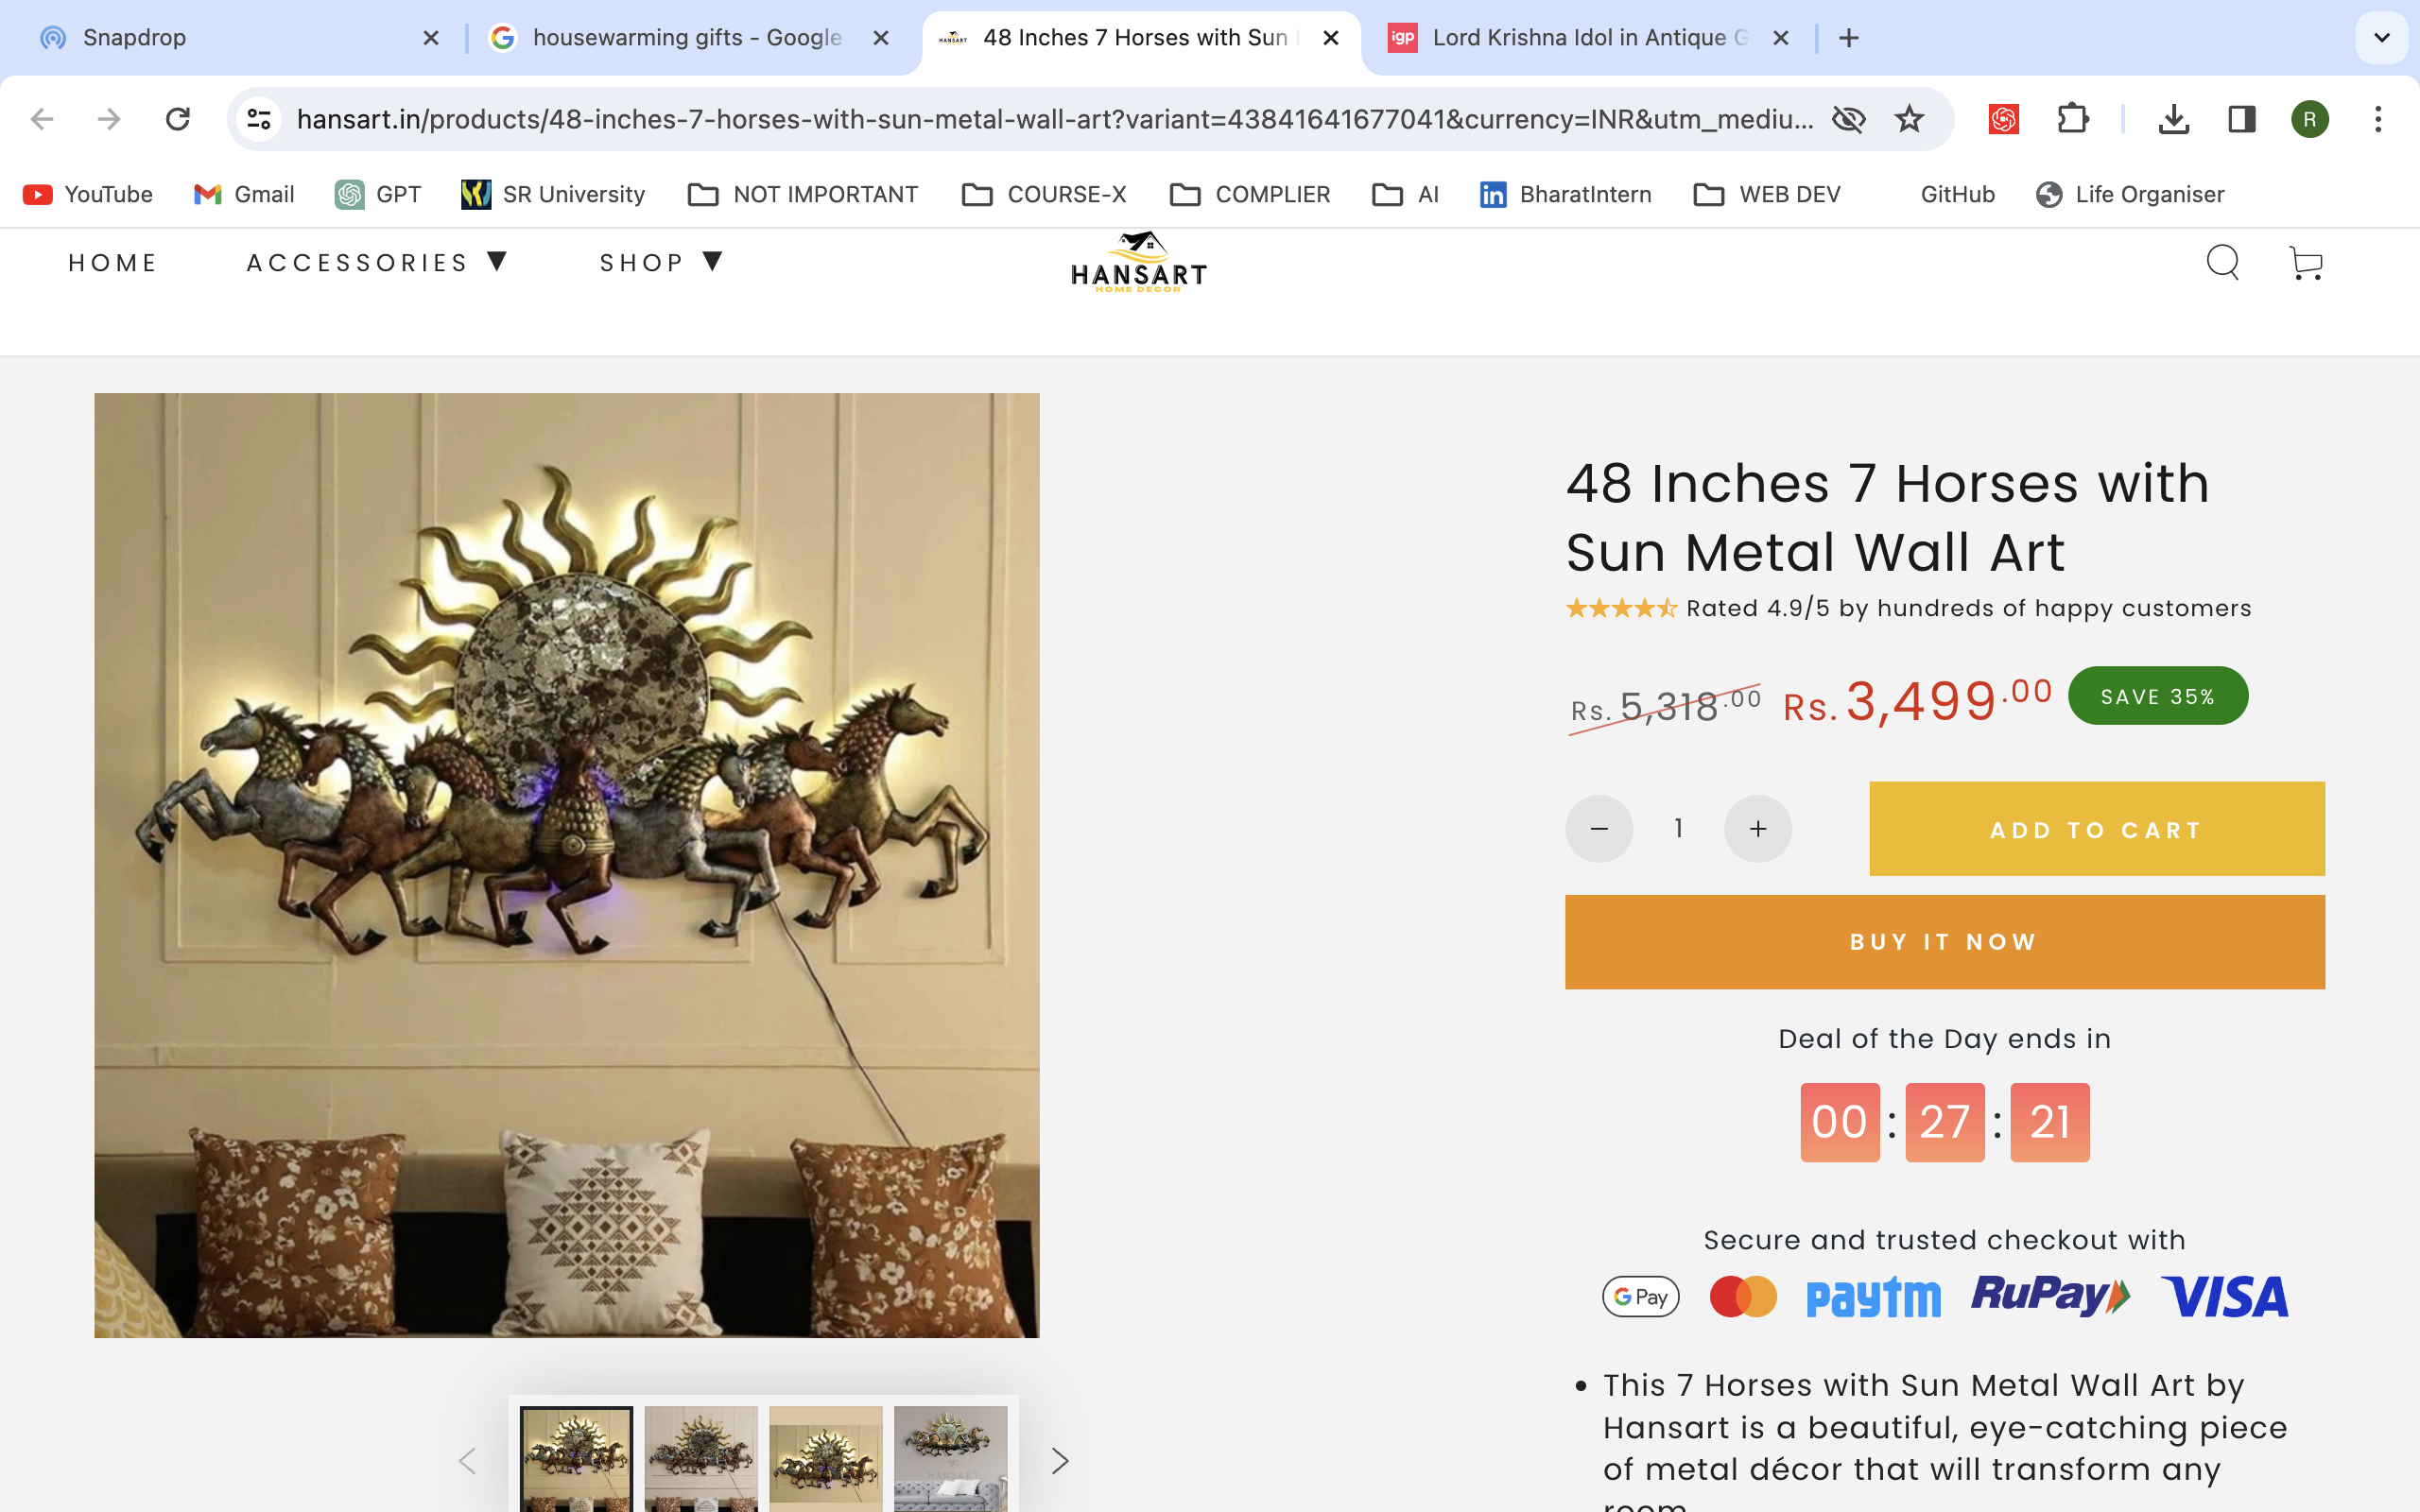 Snapdrop
housewarming gifts - Google
48 Inches 7 Horses with Sun
Lord Krishna Idol in Antique G
hansart.in/products/48-inches-7-horses-with-sun-metal-wall-art?variant=43841641677041&currency=INR&utm_mediu...
R
YouTube
Gmail
GPT
SR University
NOT IMPORTANT
COURSE-X
COMPLIER
AI
BharatIntern
WEB DEV
GitHub
Life Organiser
HOME
ACCESSORIES ▼
SHOP ▼
HANSART
HOME DECOR
48 Inches 7 Horses with
Sun Metal Wall Art
Rated 4.9/5 by hundreds of happy customers
Rs. 5,318.00 Rs. 3,499.00 SAVE 35%
− 1 +
ADD TO CART
BUY IT NOW
Deal of the Day ends in
00 : 27 : 21
Secure and trusted checkout with
G Pay paytm RuPay VISA
• This 7 Horses with Sun Metal Wall Art by
Hansart is a beautiful, eye-catching piece
of metal décor that will transform any
room